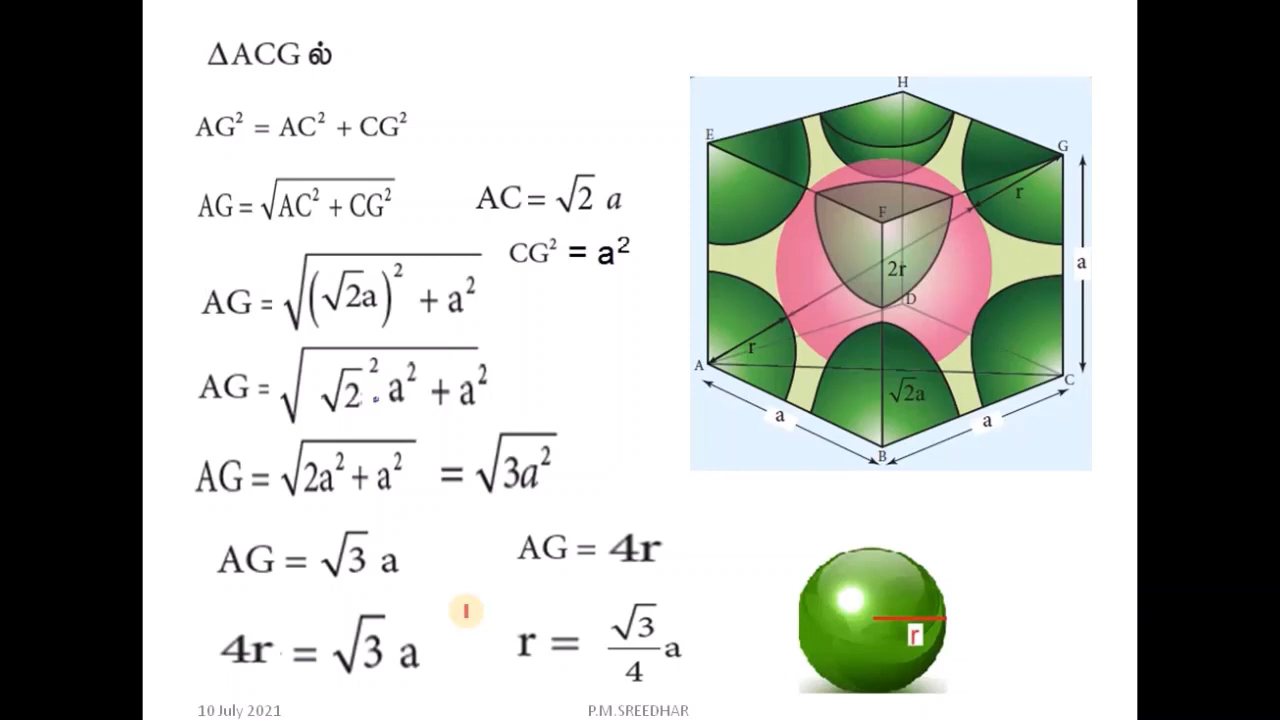 ΔACG ல்
AG² = AC² + CG²
AG = √(AC² + CG²)
AC = √2 a
CG² = a²
AG = √((√2a)² + a²)
AG = √(√2² . a² + a²)
AG = √(2a² + a²) = √(3a²)
AG = √3 a
AG = 4r
4r = √3 a
r = √3/4 a
H
E
G
r
F
a
2r
D
r
A
C
√2a
a
a
B
r
10 July 2021
P.M.SREEDHAR